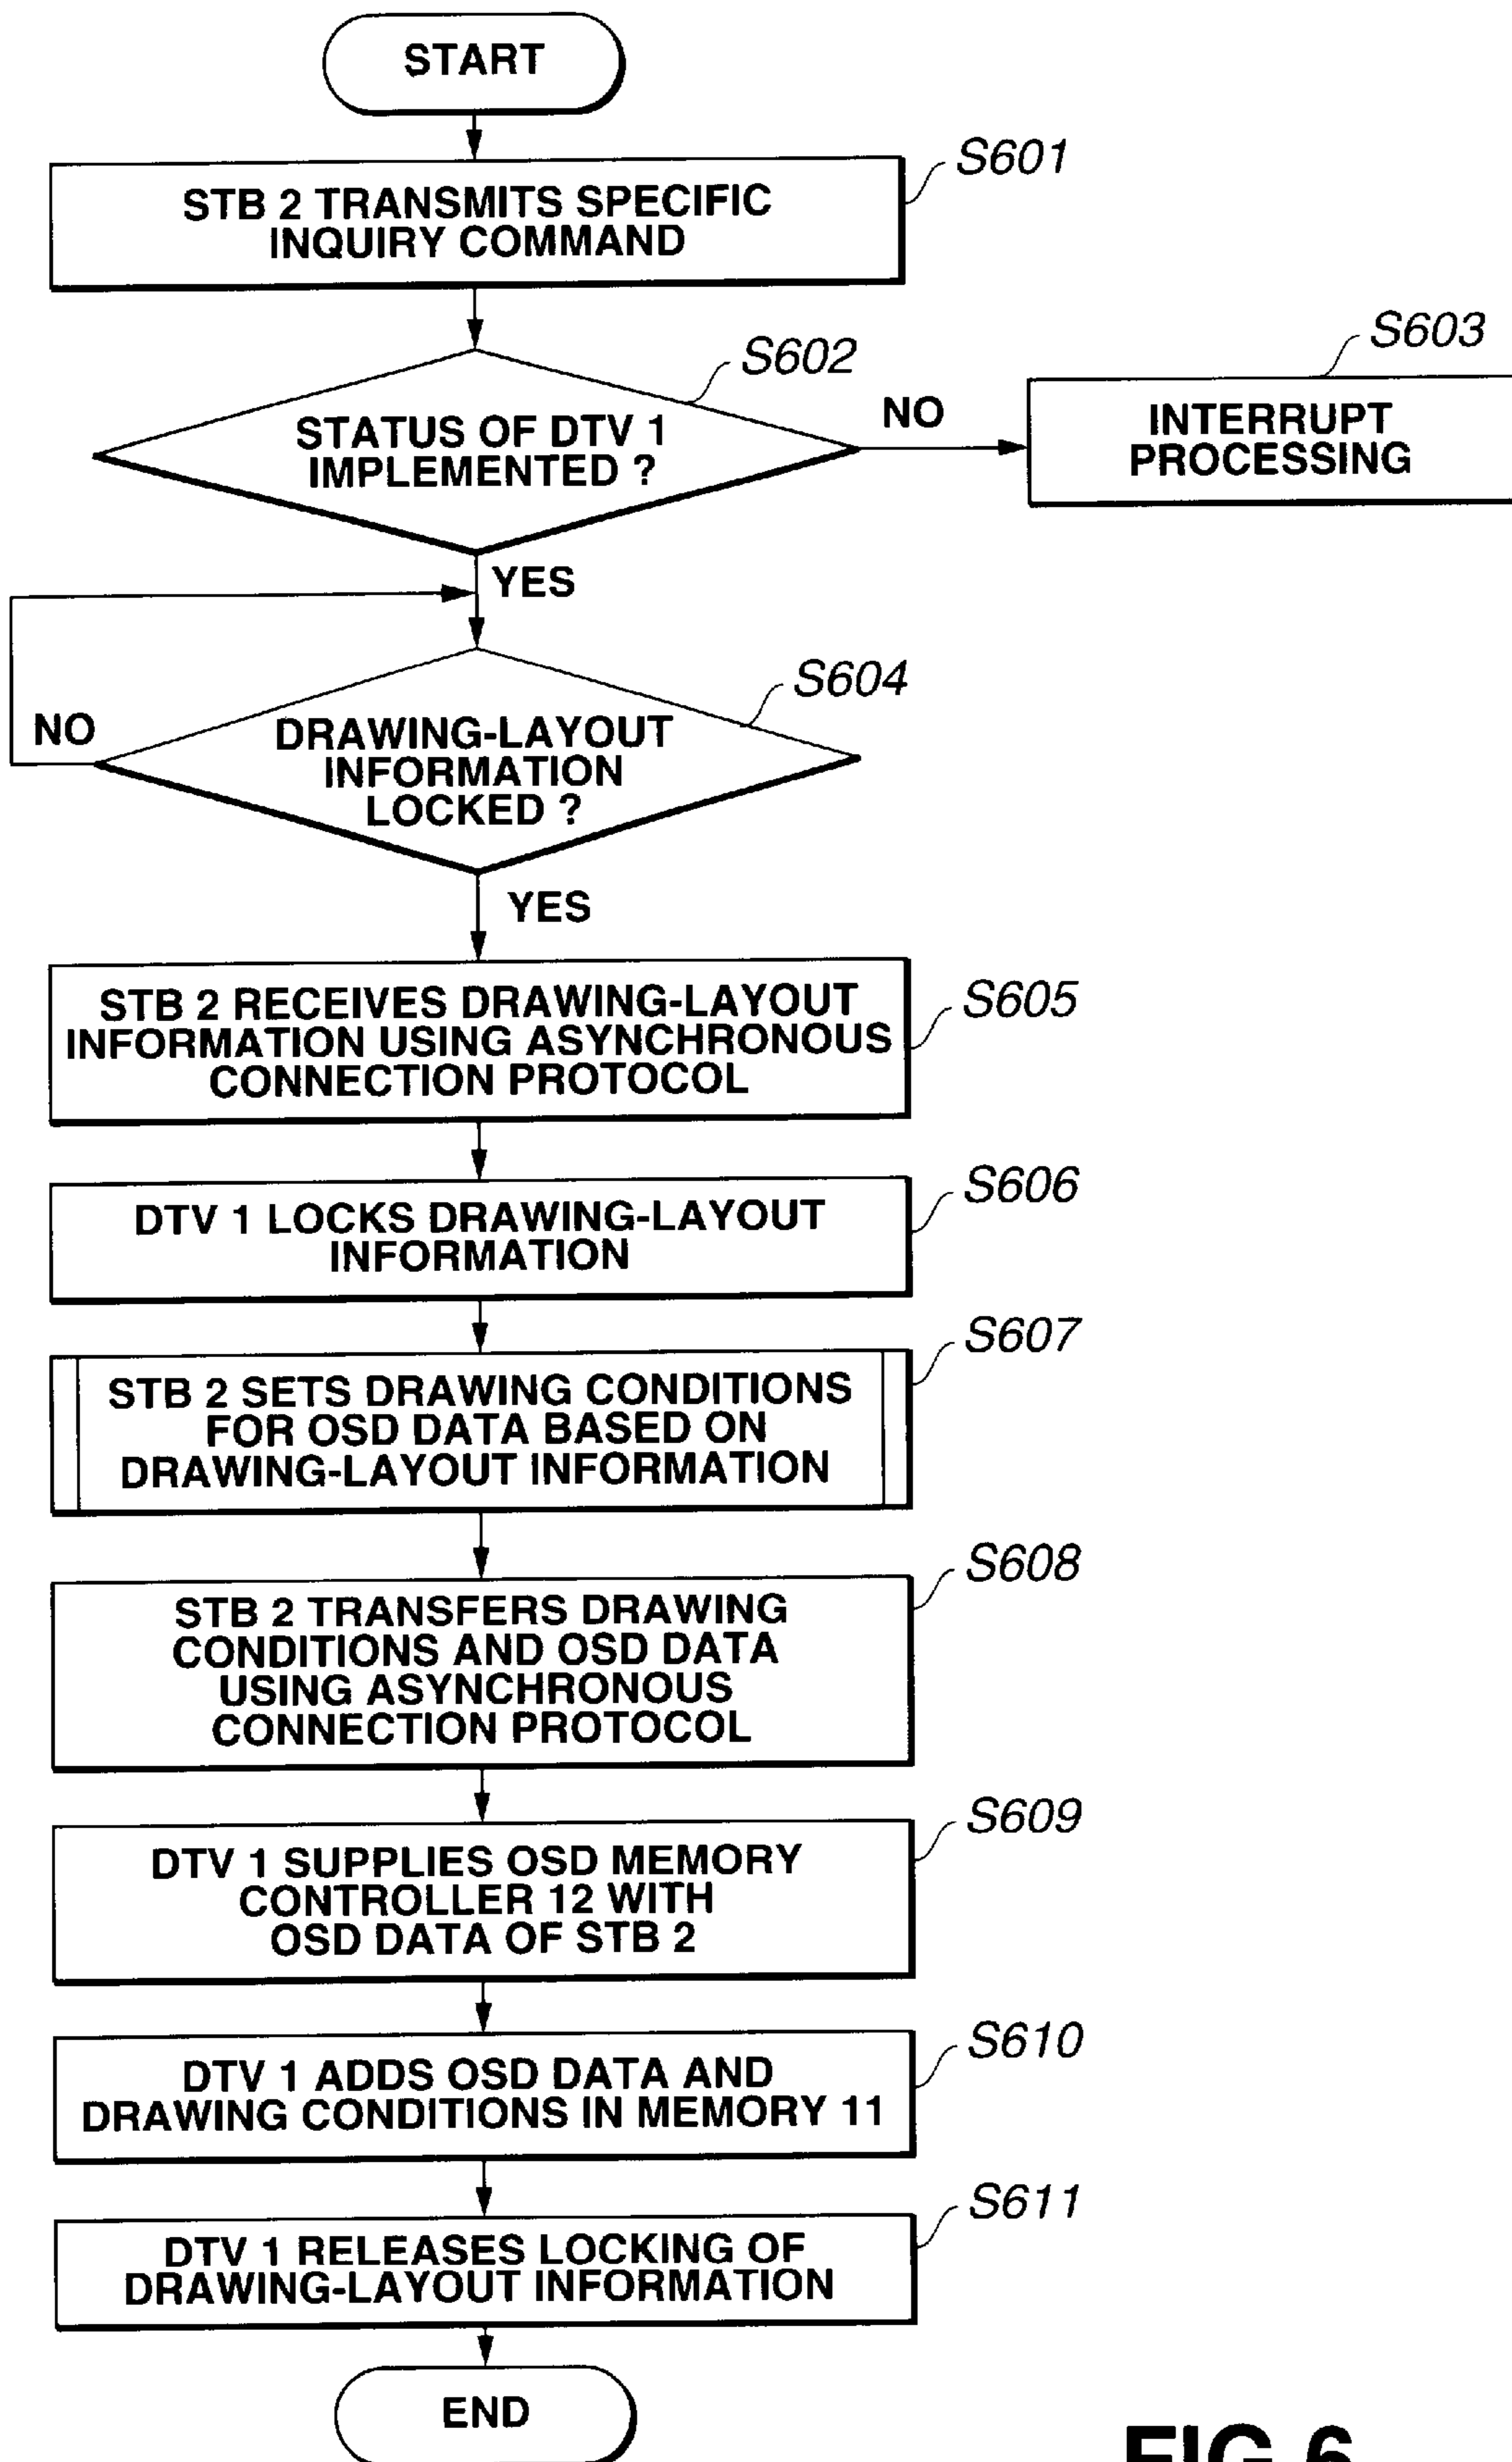 START
S601
STB 2 TRANSMITS SPECIFIC
INQUIRY COMMAND
S602
STATUS OF DTV 1
IMPLEMENTED ?
NO
S603
INTERRUPT
PROCESSING
YES
S604
NO
DRAWING-LAYOUT
INFORMATION
LOCKED ?
YES
S605
STB 2 RECEIVES DRAWING-LAYOUT
INFORMATION USING ASYNCHRONOUS
CONNECTION PROTOCOL
S606
DTV 1 LOCKS DRAWING-LAYOUT
INFORMATION
S607
STB 2 SETS DRAWING CONDITIONS
FOR OSD DATA BASED ON
DRAWING-LAYOUT INFORMATION
S608
STB 2 TRANSFERS DRAWING
CONDITIONS AND OSD DATA
USING ASYNCHRONOUS
CONNECTION PROTOCOL
S609
DTV 1 SUPPLIES OSD MEMORY
CONTROLLER 12 WITH
OSD DATA OF STB 2
S610
DTV 1 ADDS OSD DATA AND
DRAWING CONDITIONS IN MEMORY 11
S611
DTV 1 RELEASES LOCKING OF
DRAWING-LAYOUT INFORMATION
END
FIG.6